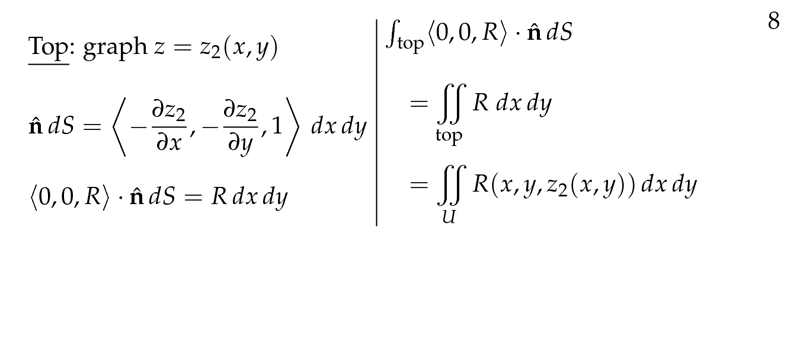 8
Top: graph z = z₂(x, y)
n̂ dS = ⟨−∂z₂/∂x, −∂z₂/∂y, 1⟩ dx dy
⟨0, 0, R⟩ · n̂ dS = R dx dy
∫top⟨0, 0, R⟩ · n̂ dS
= ∬top R dx dy
= ∬U R(x, y, z₂(x, y)) dx dy